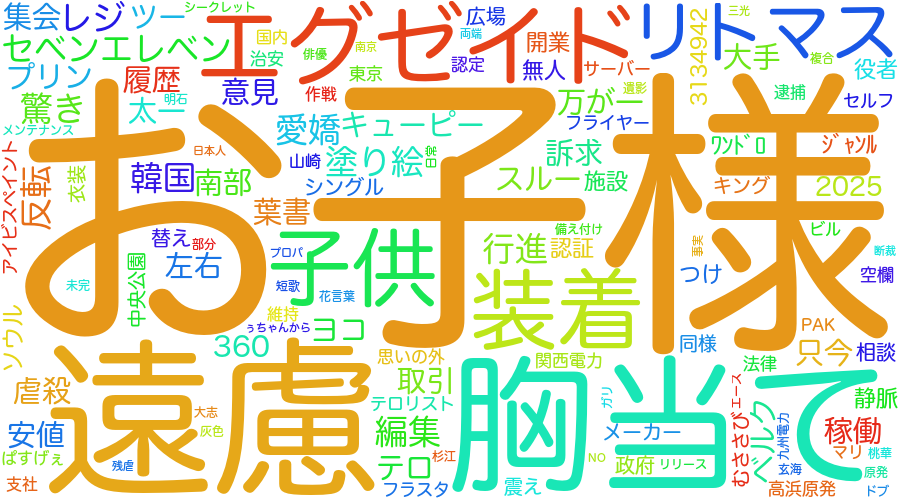 集会
レジ
ツー
シークレット
国内
俳優
南京
広場
両端
三光
リトマス
セブンエレブン
エグゼイド
治安
開業
認定
複合
プリン
履歴
東京
無人
サーバー
遺影
3134942
大手
役者
驚き
太一
明石
意見
作戦
万が一
逮捕
セルフ
メンテナンス
愛嬌
キューピー
フライヤー
ﾜﾝﾄﾞﾛ
ｼﾞｬﾝﾙ
アイビスペイント
日本人
山崎
塗り絵
訴求
韓国
南部
シングル
スルー
施設
キング
2025
衣装
反転
葉書
お子様
備え付け
ビル
替え
部分
子供
行進
認証
事実
断裁
中央公園
左右
プロパ
装着
つけ
空欄
未完
短歌
花言葉
維持
ぅちゃんから
ヨコ
ソウル
360
思いの外
関西電力
PAK
同様
只今
相談
法律
虐殺
遠慮
取引
胸当て
ガリ
エース
静脈
テロリスト
大志
安値
灰色
編集
メーカー
むささび
ベルク
九州電力
稼働
ぱすげぇ
残虐
テロ
杉江
NO
政府
リリース
マリ
桃華
玄海
原発
支社
フラスタ
震え
高浜原発
ドブ